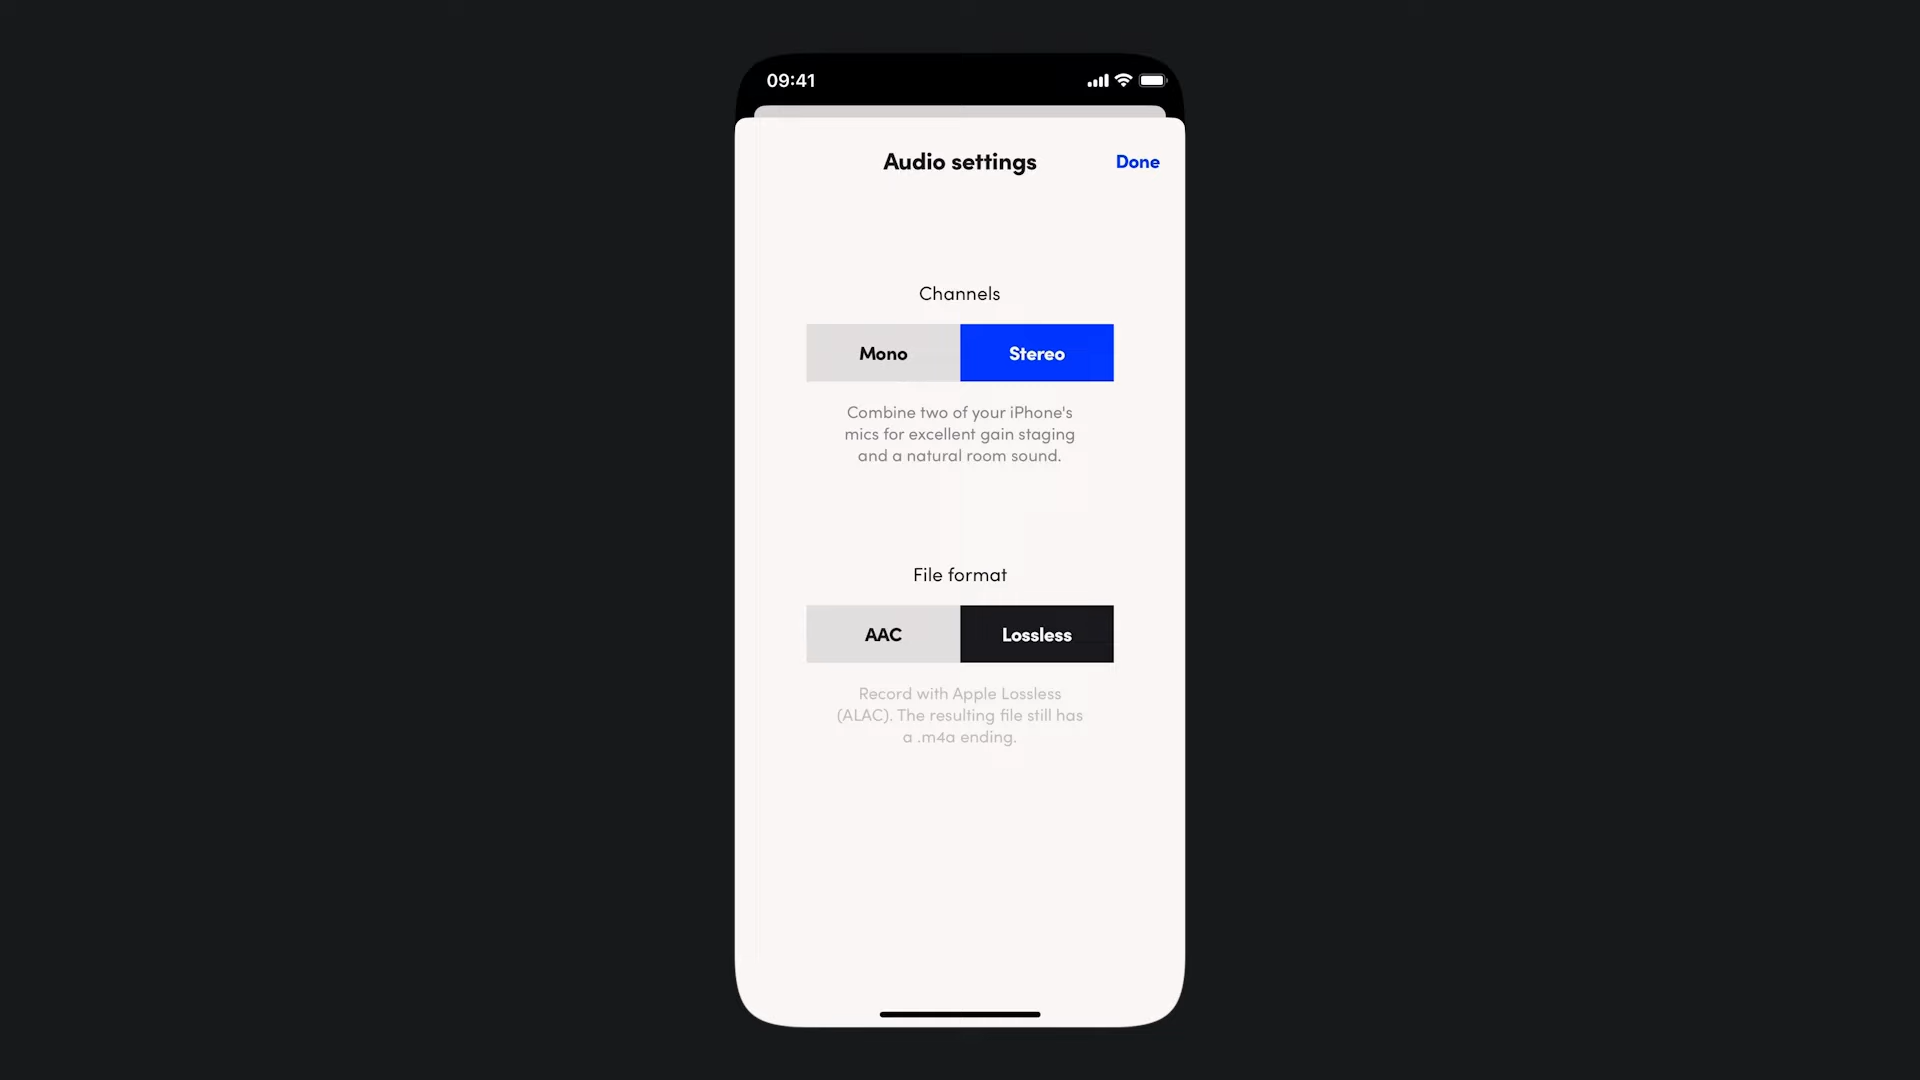 09:41
Audio settings
Done
Channels
Mono
Stereo
Combine two of your iPhone's
mics for excellent gain staging
and a natural room sound.
File format
AAC
Lossless
Record with Apple Lossless
(ALAC). The resulting file still has
a .m4a ending.